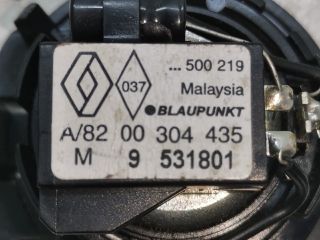 ... 500 219
037
Malaysia
BLAUPUNKT
A/82 00 304 435
M 9 531801